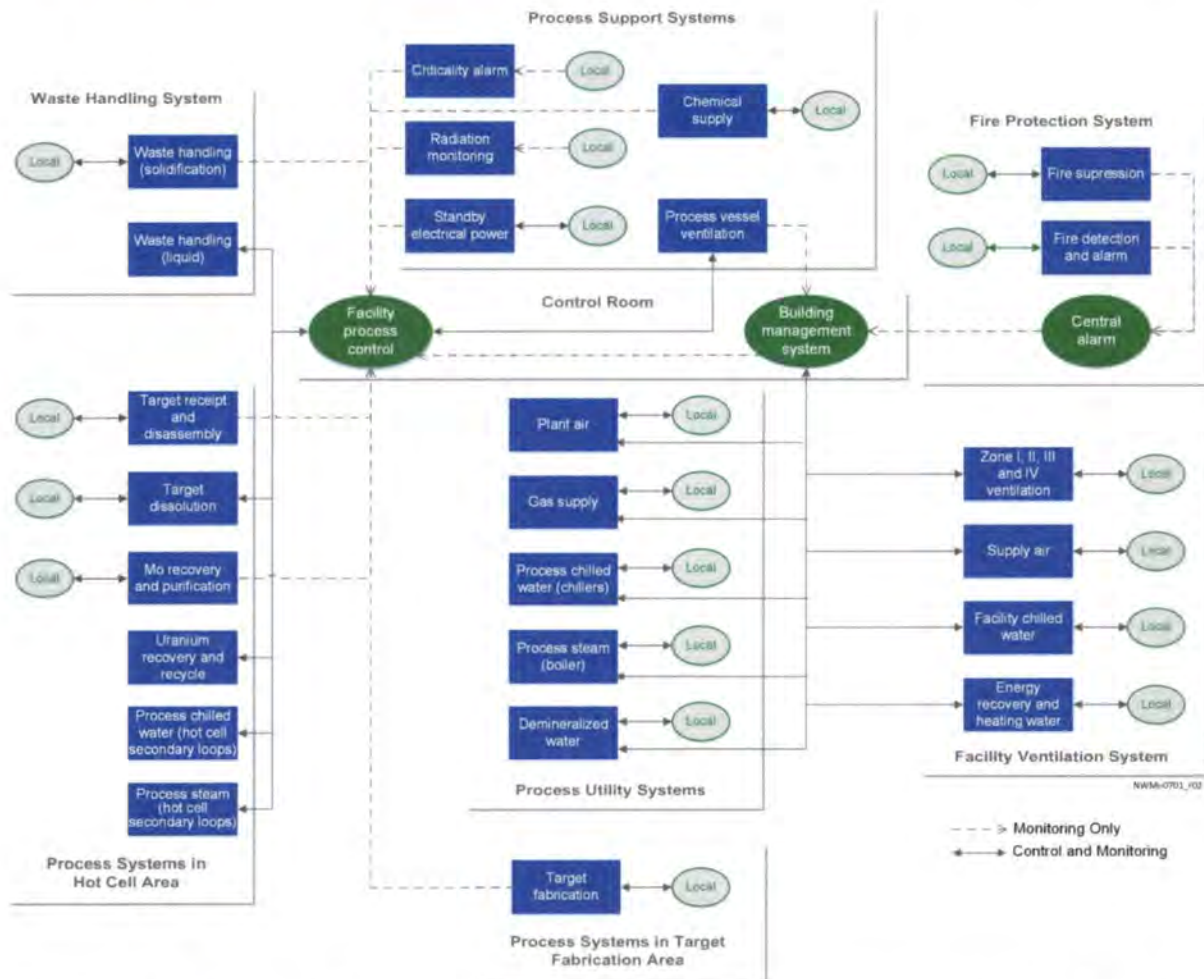 Process Support Systems
Criticality alarm
Local
Chemical
supply
Local
Radiation
monitoring
Local
Standby
electrical power
Local
Process vessel
ventilation
Waste Handling System
Local
Waste handling
(solidification)
Waste handling
(liquid)
Fire Protection System
Local
Fire supression
Local
Fire detection
and alarm
Central
alarm
Control Room
Facility
process
control
Building
management
system
Local
Target receipt
and
disassembly
Local
Target
dissolution
Local
Mo recovery
and purification
Uranium
recovery and
recycle
Process chilled
water (hot cell
secondary loops)
Process steam
(hot cell
secondary loops)
Process Systems in
Hot Cell Area
Plant air
Local
Gas supply
Local
Process chilled
water (chillers)
Local
Process steam
(boiler)
Local
Demineralized
water
Local
Process Utility Systems
Zone I, II, III
and IV
ventilation
Local
Supply air
Local
Facility chilled
water
Local
Energy
recovery and
heating water
Local
Facility Ventilation System
NWMI-0701_r02
Monitoring Only
Control and Monitoring
Target
fabrication
Local
Process Systems in Target
Fabrication Area